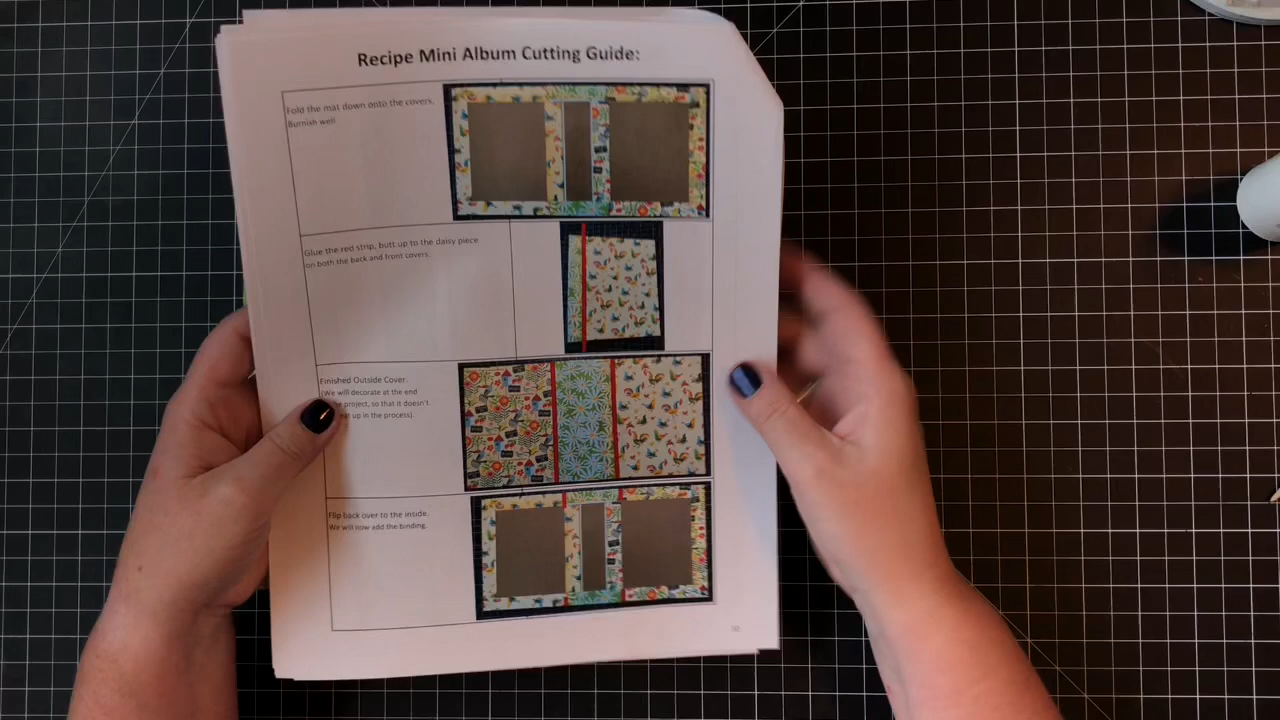 Recipe Mini Album Cutting Guide:
Fold the mat down onto the covers.
Burnish well
Glue the red strip, butt up to the daisy piece
on both the back and front covers.
Finished Outside Cover.
(We will decorate at the end
project, so that it doesn't
up in the process).
Flip back over to the inside.
We will now add the binding.